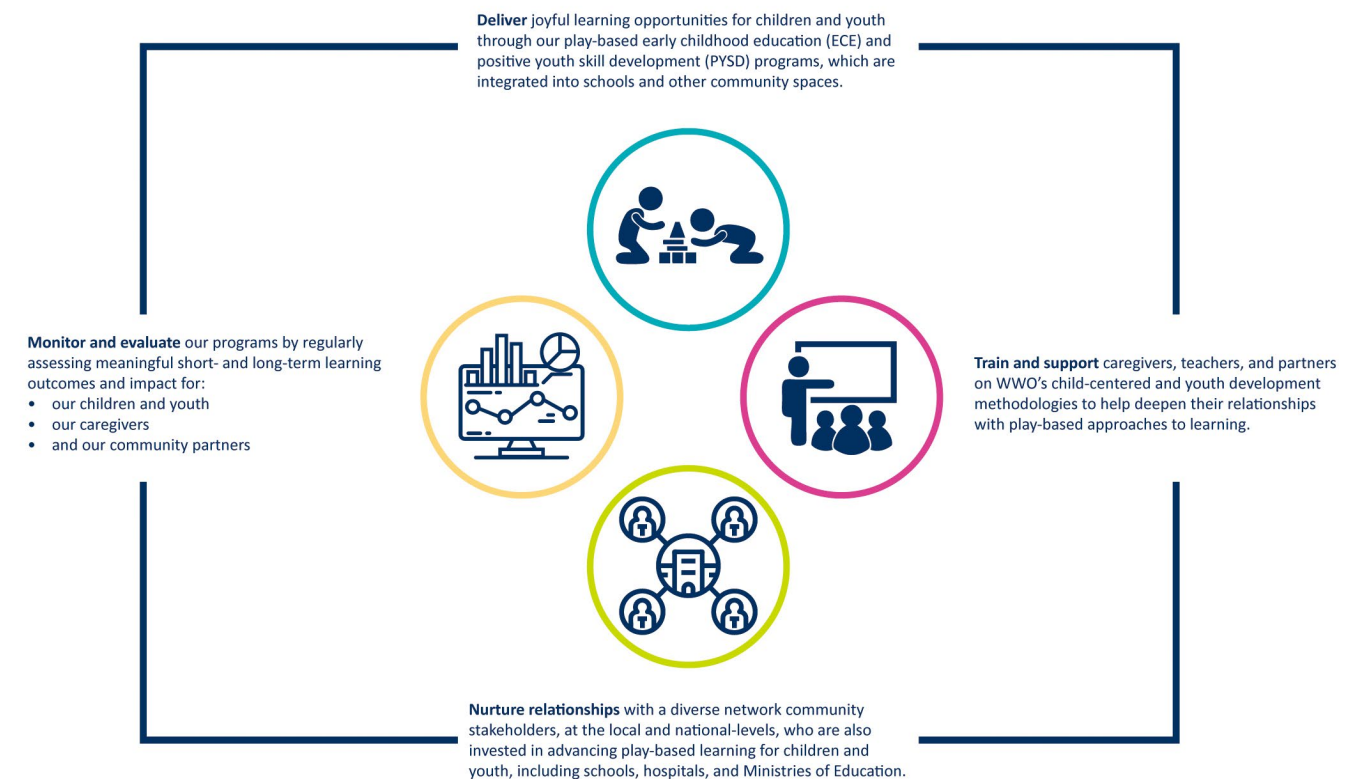 Deliver joyful learning opportunities for children and youth
through our play-based early childhood education (ECE) and
positive youth skill development (PYSD) programs, which are
integrated into schools and other community spaces.
Monitor and evaluate our programs by regularly
assessing meaningful short- and long-term learning
outcomes and impact for:
• our children and youth
• our caregivers
• and our community partners
Train and support caregivers, teachers, and partners
on WWO’s child-centered and youth development
methodologies to help deepen their relationships
with play-based approaches to learning.
Nurture relationships with a diverse network community
stakeholders, at the local and national-levels, who are also
invested in advancing play-based learning for children and
youth, including schools, hospitals, and Ministries of Education.